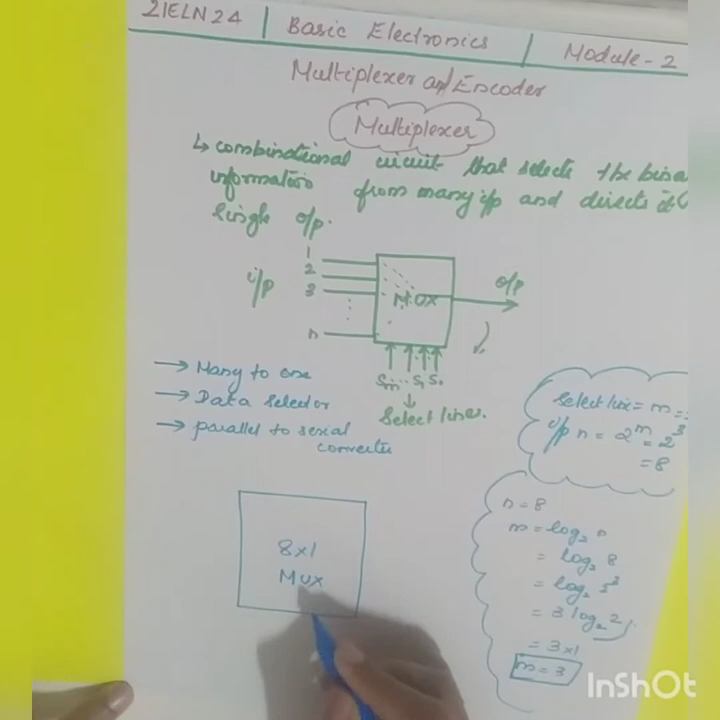 21ELN24 | Basic Electronics | Module-2
Multiplexer and Encoder
Multiplexer
↳ combinational circuit that selects the bina
information from many i/p and directs it
single o/p.
1
2
3
n
i/p
MUX
o/p
Sm... S1 S0
↓
Select lines.
→ Many to one
→ Data selector
→ parallel to serial
converter
Select line = m =
i/p n = 2^m = 2^3
= 8
n = 8
m = log₂ n
= log₂ 8
= log₂ 2³
= 3 log₂ 2
= 3×1
m = 3
8×1
MUX
InShOt